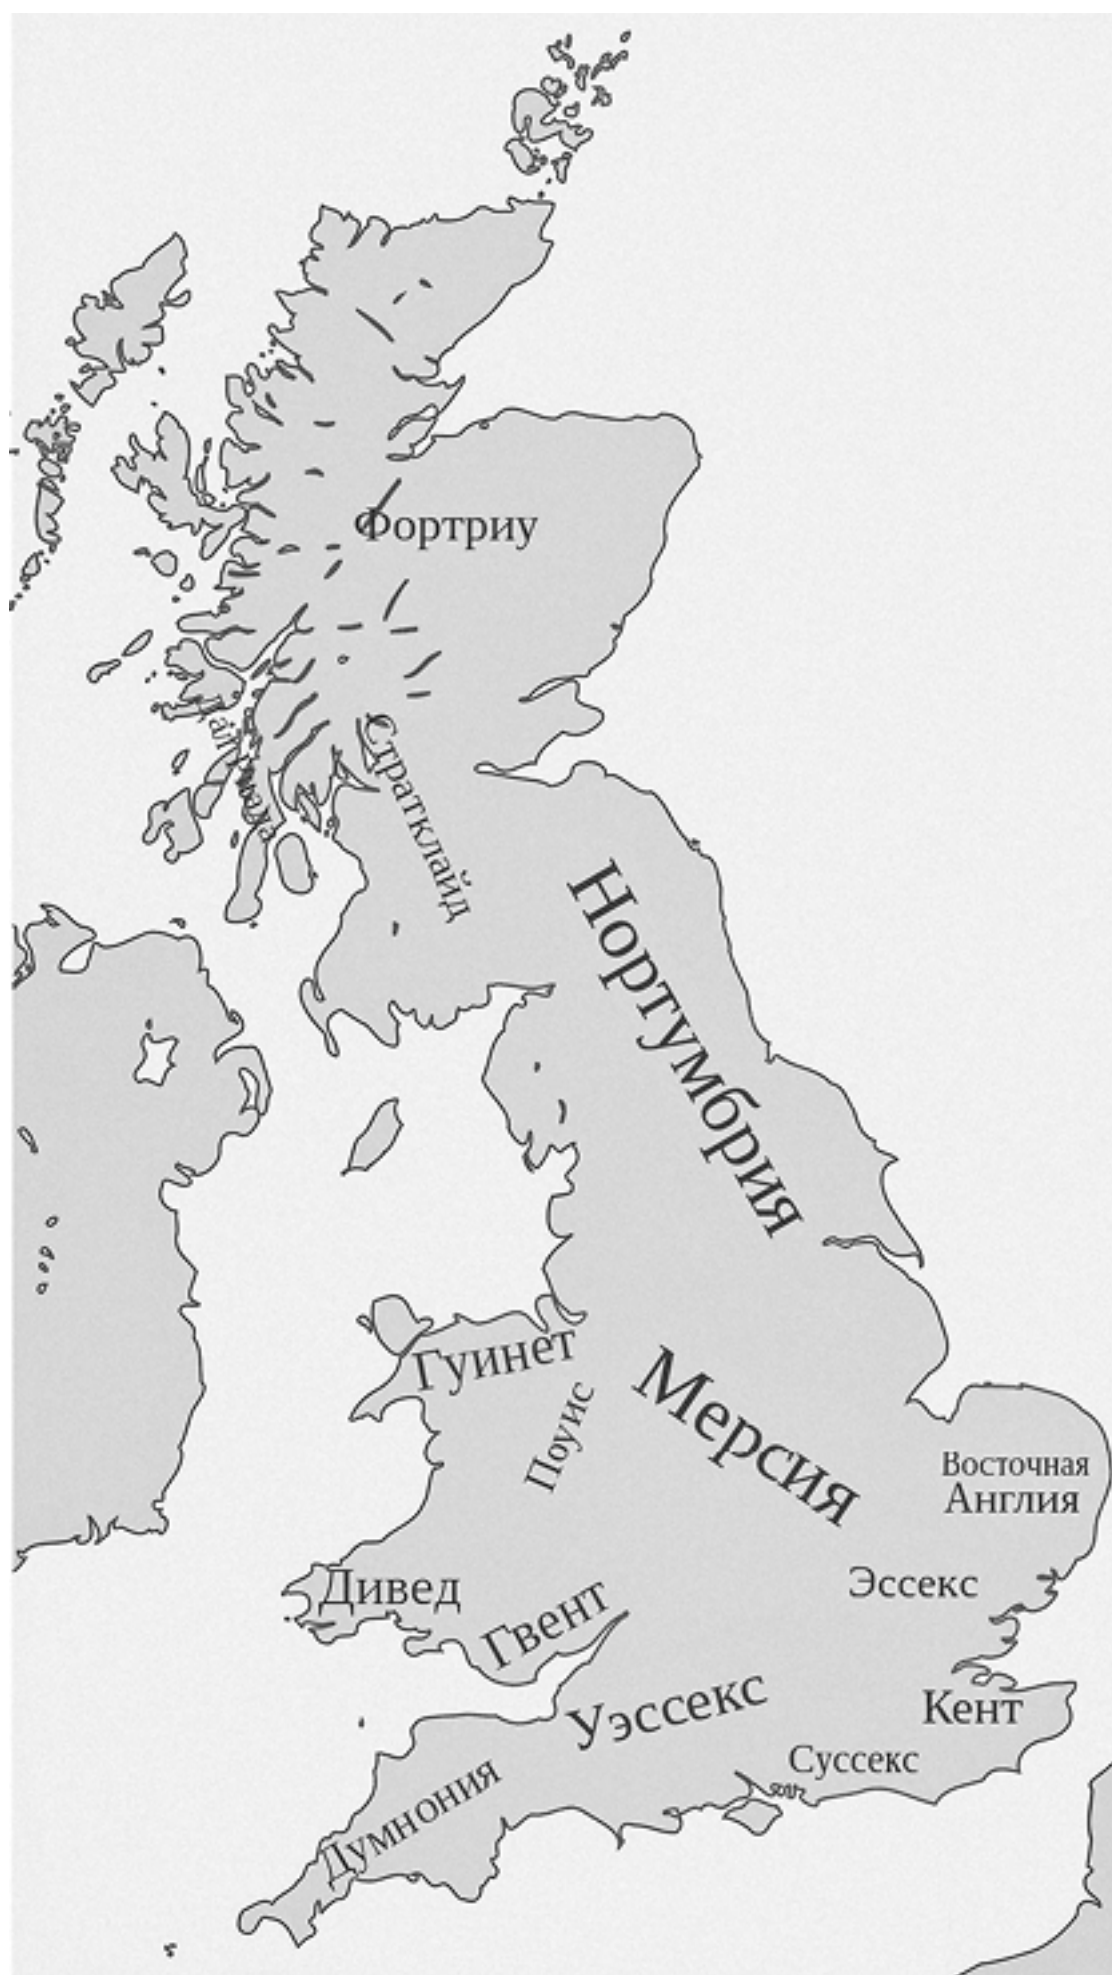 Фортриу
Стратклайд
Нортумбрия
Гуинет
Мерсия
Поуис
Восточная
Англия
Эссекс
Дивед
Гвент
Уэссекс
Кент
Суссекс
Думнония